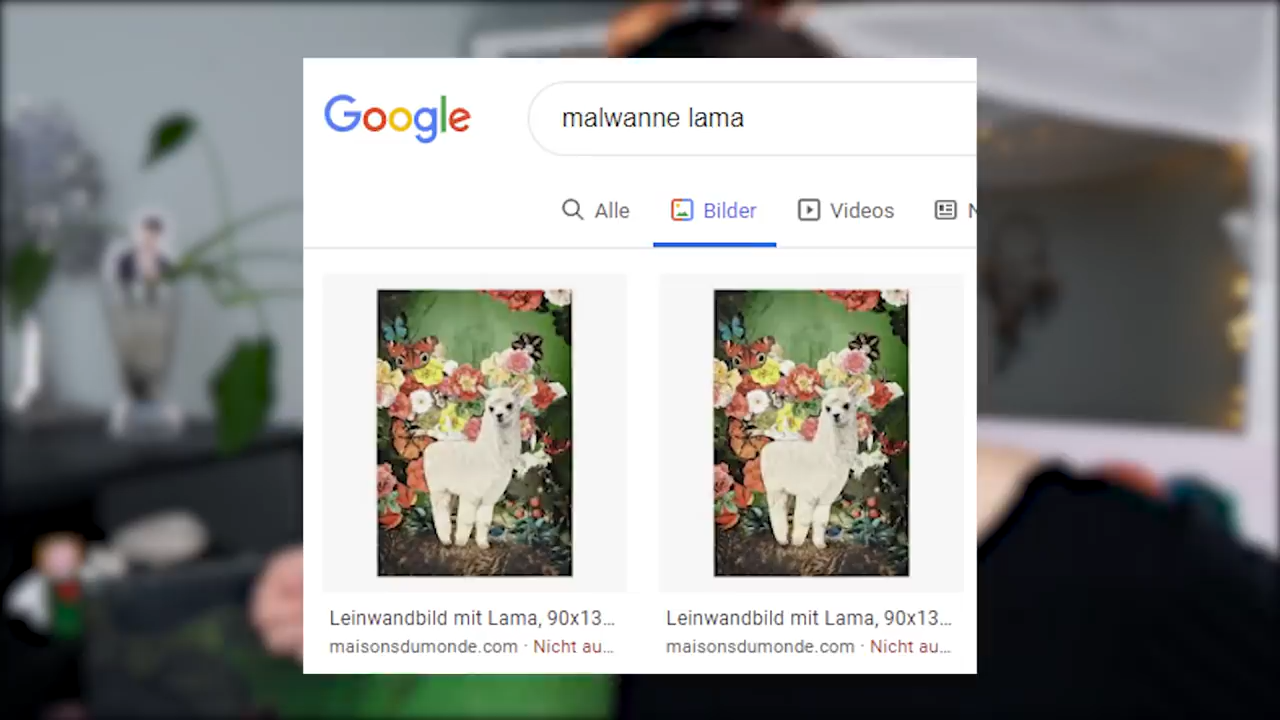 Google
malwanne lama
Alle
Bilder
Videos
N
Leinwandbild mit Lama, 90x13...
maisonsdumonde.com · Nicht au...
Leinwandbild mit Lama, 90x13...
maisonsdumonde.com · Nicht au...